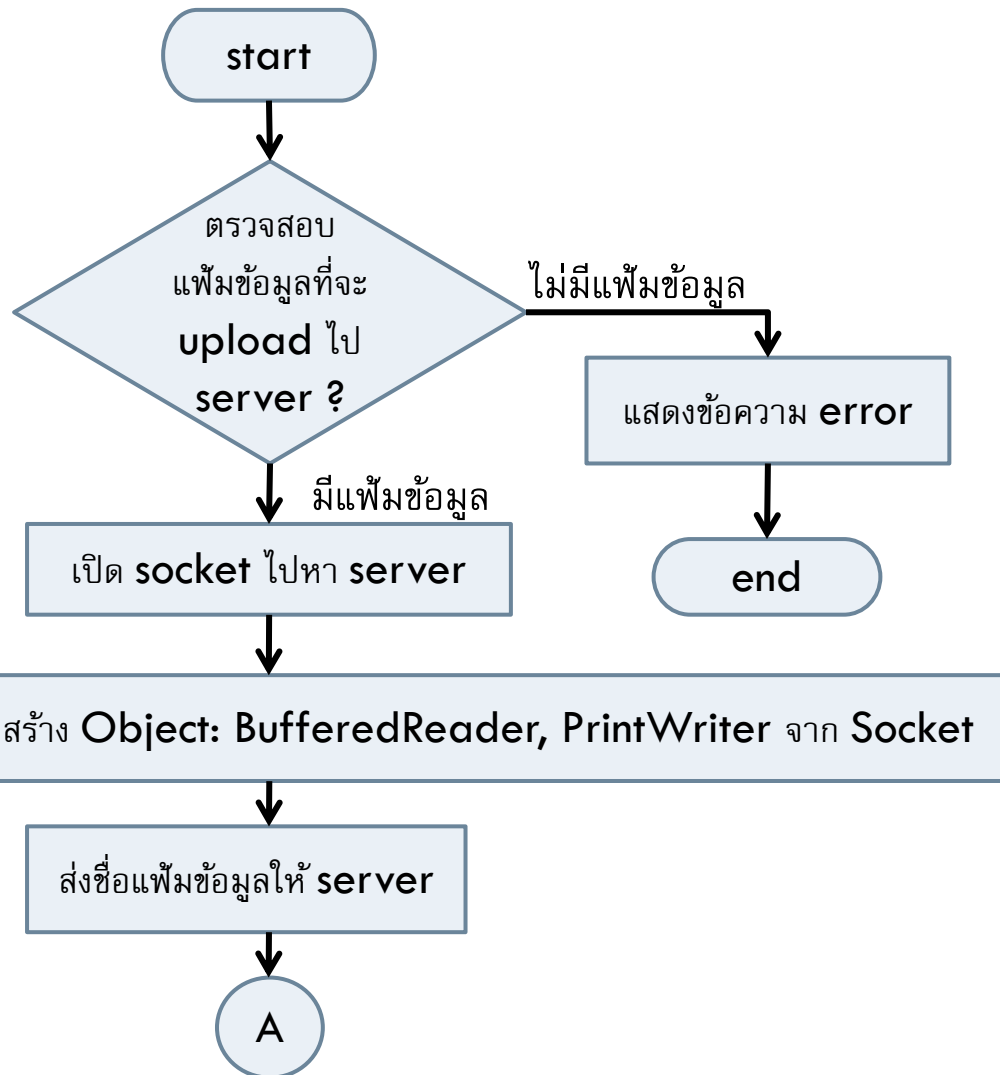 start
ตรวจสอบ
แฟ้มข้อมูลที่จะ
upload ไป
server ?
ไม่มีแฟ้มข้อมูล
แสดงข้อความ error
end
มีแฟ้มข้อมูล
เปิด socket ไปหา server
สร้าง Object: BufferedReader, PrintWriter จาก Socket
ส่งชื่อแฟ้มข้อมูลให้ server
A